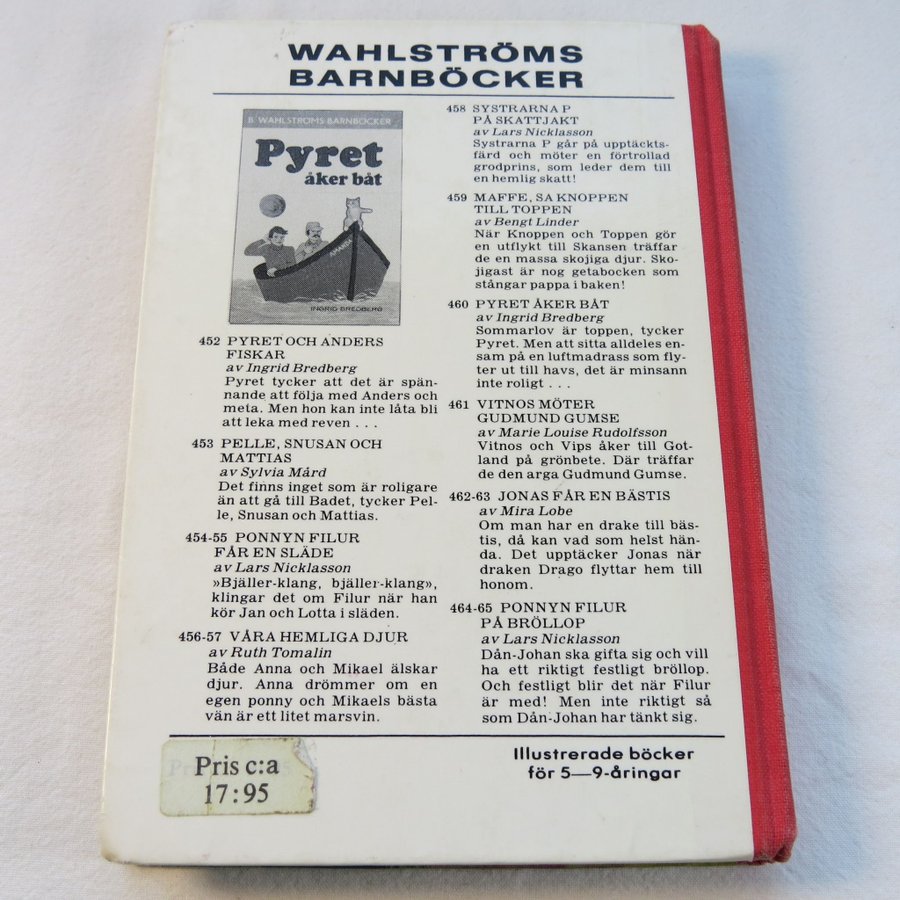 WAHLSTRÖMS
BARNBÖCKER
B WAHLSTRÖMS BARNBÖCKER
Pyret
åker båt
AMANDA
INGRID BREDBERG
452 PYRET OCH ANDERS
FISKAR
av Ingrid Bredberg
Pyret tycker att det är spän-
nande att följa med Anders och
meta. Men hon kan inte låta bli
att leka med reven . . .
453 PELLE, SNUSAN OCH
MATTIAS
av Sylvia Mård
Det finns inget som är roligare
än att gå till Badet, tycker Pel-
le, Snusan och Mattias.
454-55 PONNYN FILUR
FÅR EN SLÄDE
av Lars Nicklasson
»Bjäller-klang, bjäller-klang»,
klingar det om Filur när han
kör Jan och Lotta i släden.
456-57 VÅRA HEMLIGA DJUR
av Ruth Tomalin
Både Anna och Mikael älskar
djur. Anna drömmer om en
egen ponny och Mikaels bästa
vän är ett litet marsvin.
458 SYSTRARNA P
PÅ SKATTJAKT
av Lars Nicklasson
Systrarna P går på upptäckts-
färd och möter en förtrollad
grodprins, som leder dem till
en hemlig skatt!
459 MAFFE, SA KNOPPEN
TILL TOPPEN
av Bengt Linder
När Knoppen och Toppen gör
en utflykt till Skansen träffar
de en massa skojiga djur. Sko-
jigast är nog getabocken som
stångar pappa i baken!
460 PYRET ÅKER BÅT
av Ingrid Bredberg
Sommarlov är toppen, tycker
Pyret. Men att sitta alldeles en-
sam på en luftmadrass som fly-
ter ut till havs, det är minsann
inte roligt . . .
461 VITNOS MÖTER
GUDMUND GUMSE
av Marie Louise Rudolfsson
Vitnos och Vips åker till Got-
land på grönbete. Där träffar
de den arga Gudmund Gumse.
462-63 JONAS FÅR EN BÄSTIS
av Mira Lobe
Om man har en drake till bäs-
tis, då kan vad som helst hän-
da. Det upptäcker Jonas när
draken Drago flyttar hem till
honom.
464-65 PONNYN FILUR
PÅ BRÖLLOP
av Lars Nicklasson
Dån-Johan ska gifta sig och vill
ha ett riktigt festligt bröllop.
Och festligt blir det när Filur
är med! Men inte riktigt så
som Dån-Johan har tänkt sig.
Pris c:a
17:95
Illustrerade böcker
för 5—9-åringar